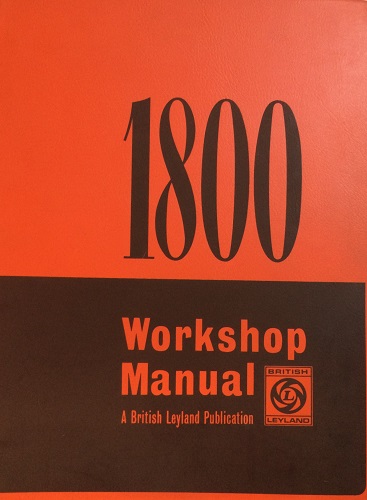 1800
Workshop
Manual
A British Leyland Publication
BRITISH
L
LEYLAND